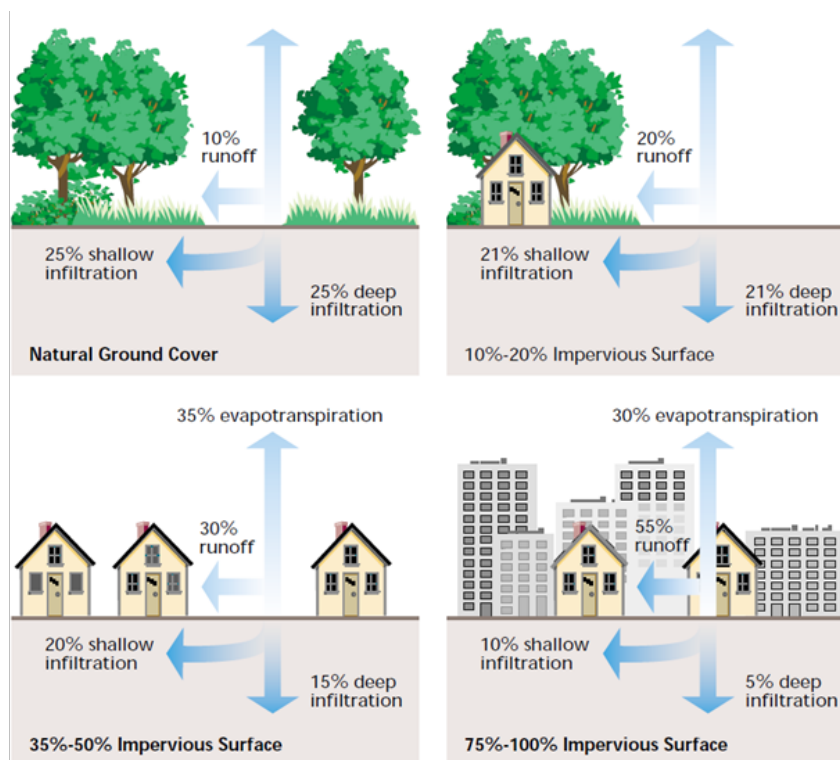 10%
runoff
25% shallow
infiltration
25% deep
infiltration
Natural Ground Cover
20%
runoff
21% shallow
infiltration
21% deep
infiltration
10%-20% Impervious Surface
35% evapotranspiration
30%
runoff
20% shallow
infiltration
15% deep
infiltration
35%-50% Impervious Surface
30% evapotranspiration
55%
runoff
10% shallow
infiltration
5% deep
infiltration
75%-100% Impervious Surface